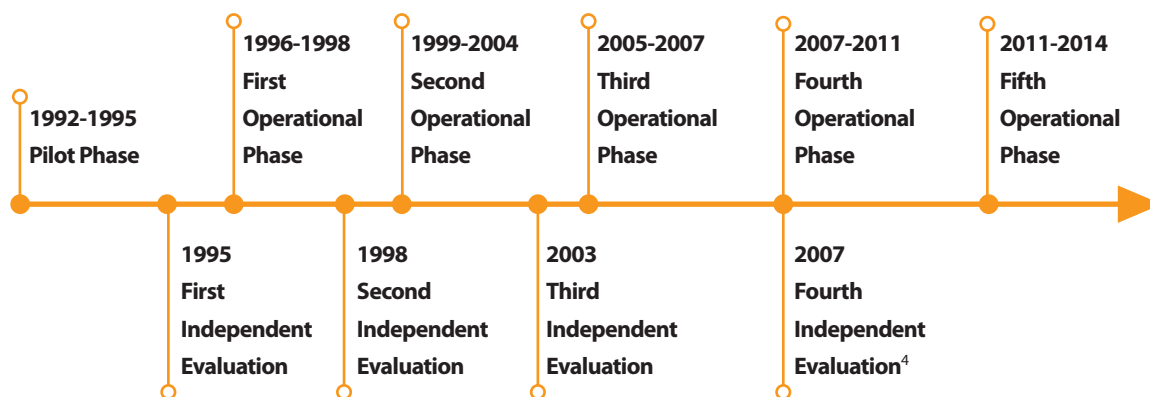 1992-1995
Pilot Phase
1996-1998
First
Operational
Phase
1999-2004
Second
Operational
Phase
2005-2007
Third
Operational
Phase
2007-2011
Fourth
Operational
Phase
2011-2014
Fifth
Operational
Phase
1995
First
Independent
Evaluation
1998
Second
Independent
Evaluation
2003
Third
Independent
Evaluation
2007
Fourth
Independent
Evaluation⁴